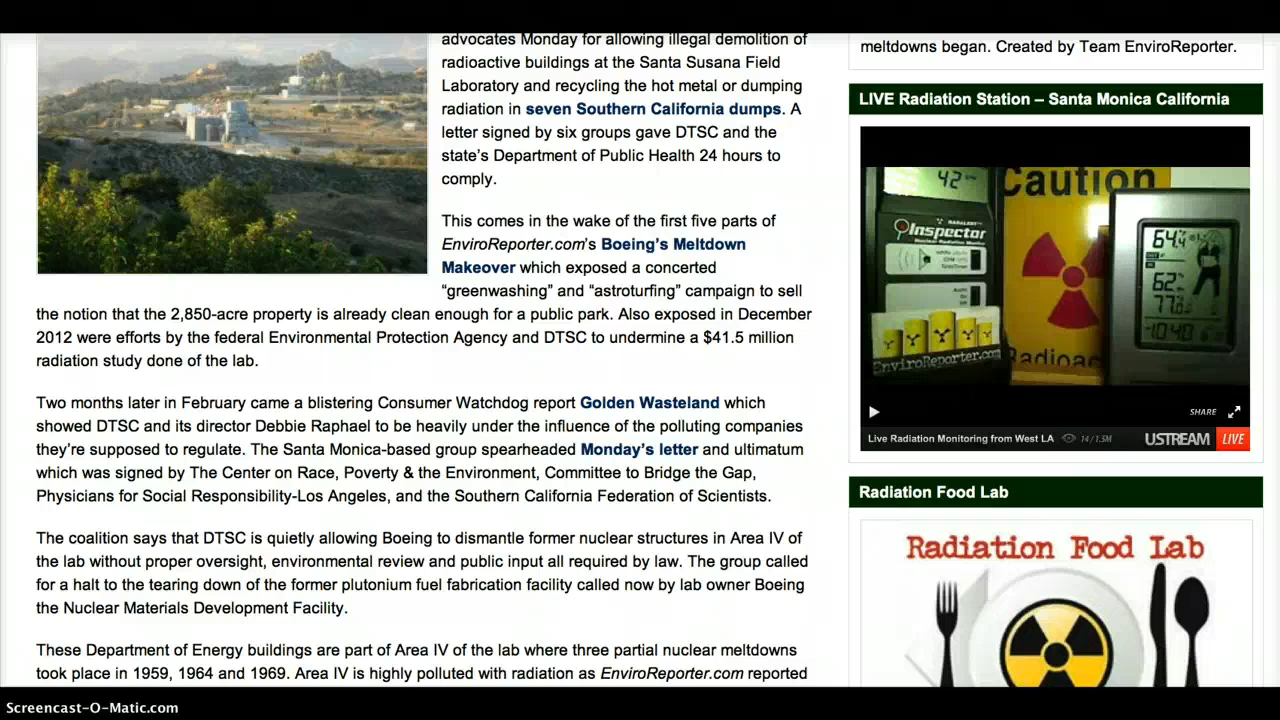 advocates Monday for allowing illegal demolition of
radioactive buildings at the Santa Susana Field
Laboratory and recycling the hot metal or dumping
radiation in seven Southern California dumps. A
letter signed by six groups gave DTSC and the
state's Department of Public Health 24 hours to
comply.
This comes in the wake of the first five parts of
EnviroReporter.com's Boeing's Meltdown
Makeover which exposed a concerted
“greenwashing” and “astroturfing” campaign to sell
the notion that the 2,850-acre property is already clean enough for a public park. Also exposed in December
2012 were efforts by the federal Environmental Protection Agency and DTSC to undermine a $41.5 million
radiation study done of the lab.
Two months later in February came a blistering Consumer Watchdog report Golden Wasteland which
showed DTSC and its director Debbie Raphael to be heavily under the influence of the polluting companies
they're supposed to regulate. The Santa Monica-based group spearheaded Monday's letter and ultimatum
which was signed by The Center on Race, Poverty & the Environment, Committee to Bridge the Gap,
Physicians for Social Responsibility-Los Angeles, and the Southern California Federation of Scientists.
The coalition says that DTSC is quietly allowing Boeing to dismantle former nuclear structures in Area IV of
the lab without proper oversight, environmental review and public input all required by law. The group called
for a halt to the tearing down of the former plutonium fuel fabrication facility called now by lab owner Boeing
the Nuclear Materials Development Facility.
These Department of Energy buildings are part of Area IV of the lab where three partial nuclear meltdowns
took place in 1959, 1964 and 1969. Area IV is highly polluted with radiation as EnviroReporter.com reported
meltdowns began. Created by Team EnviroReporter.
LIVE Radiation Station – Santa Monica California
42
Caution
Inspector
Nuclear Radiation Monitor
EnviroReporter.com
Radioac
64.4
62
Live Radiation Monitoring from West LA 14 / 1.3M
SHARE
USTREAM LIVE
Radiation Food Lab
Radiation Food Lab
Screencast-O-Matic.com